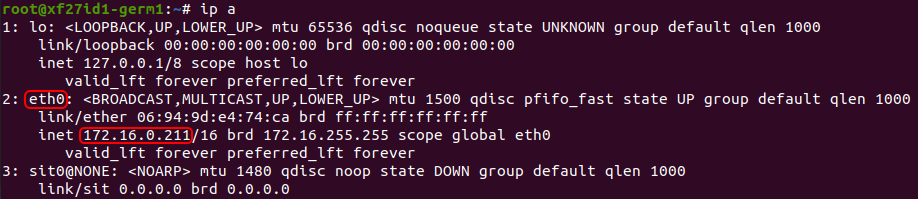 root@xf27id1-germ1:~# ip a
1: lo: <LOOPBACK,UP,LOWER_UP> mtu 65536 qdisc noqueue state UNKNOWN group default qlen 1000
    link/loopback 00:00:00:00:00:00 brd 00:00:00:00:00:00
    inet 127.0.0.1/8 scope host lo
       valid_lft forever preferred_lft forever
2: eth0: <BROADCAST,MULTICAST,UP,LOWER_UP> mtu 1500 qdisc pfifo_fast state UP group default qlen 1000
    link/ether 06:94:9d:e4:74:ca brd ff:ff:ff:ff:ff:ff
    inet 172.16.0.211/16 brd 172.16.255.255 scope global eth0
       valid_lft forever preferred_lft forever
3: sit0@NONE: <NOARP> mtu 1480 qdisc noop state DOWN group default qlen 1000
    link/sit 0.0.0.0 brd 0.0.0.0